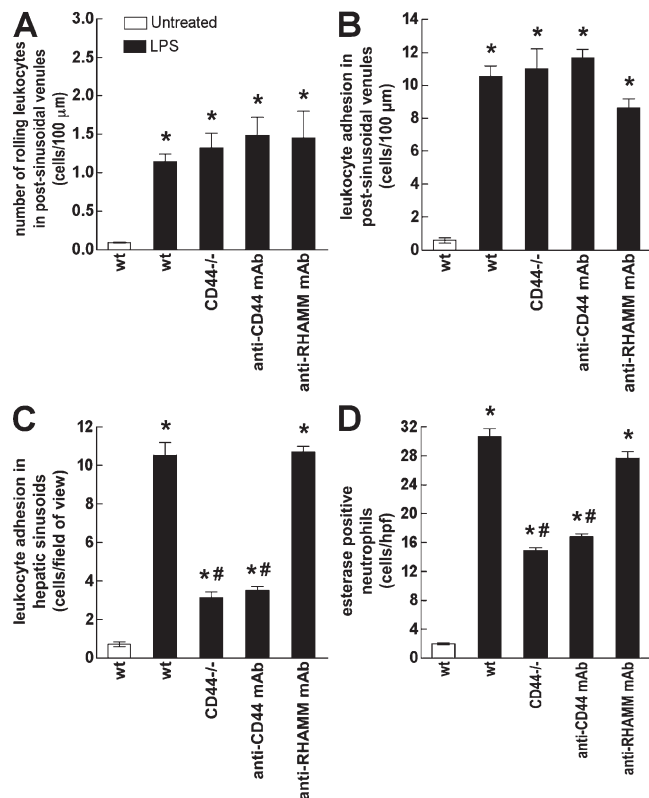 A
Untreated
LPS
number of rolling leukocytes
in post-sinusoidal venules
(cells/100 µm)
3.0
2.5
2.0
1.5
1.0
0.5
0.0
* * * *
wt wt CD44-/- anti-CD44 mAb anti-RHAMM mAb
B
leukocyte adhesion in
post-sinusoidal venules
(cells/100 µm)
14
12
10
8
6
4
2
0
* * * *
wt wt CD44-/- anti-CD44 mAb anti-RHAMM mAb
C
leukocyte adhesion in
hepatic sinusoids
(cells/field of view)
12
10
8
6
4
2
0
* *# *# *
wt wt CD44-/- anti-CD44 mAb anti-RHAMM mAb
D
esterase positive
neutrophils
(cells/hpf)
32
28
24
20
16
12
8
4
0
* *# *# *
wt wt CD44-/- anti-CD44 mAb anti-RHAMM mAb